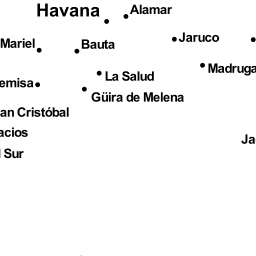 Havana
Alamar
Mariel
Bauta
Jaruco
La Salud
Madruga
emisa
Güira de Melena
an Cristóbal
acios
Sur
Ja